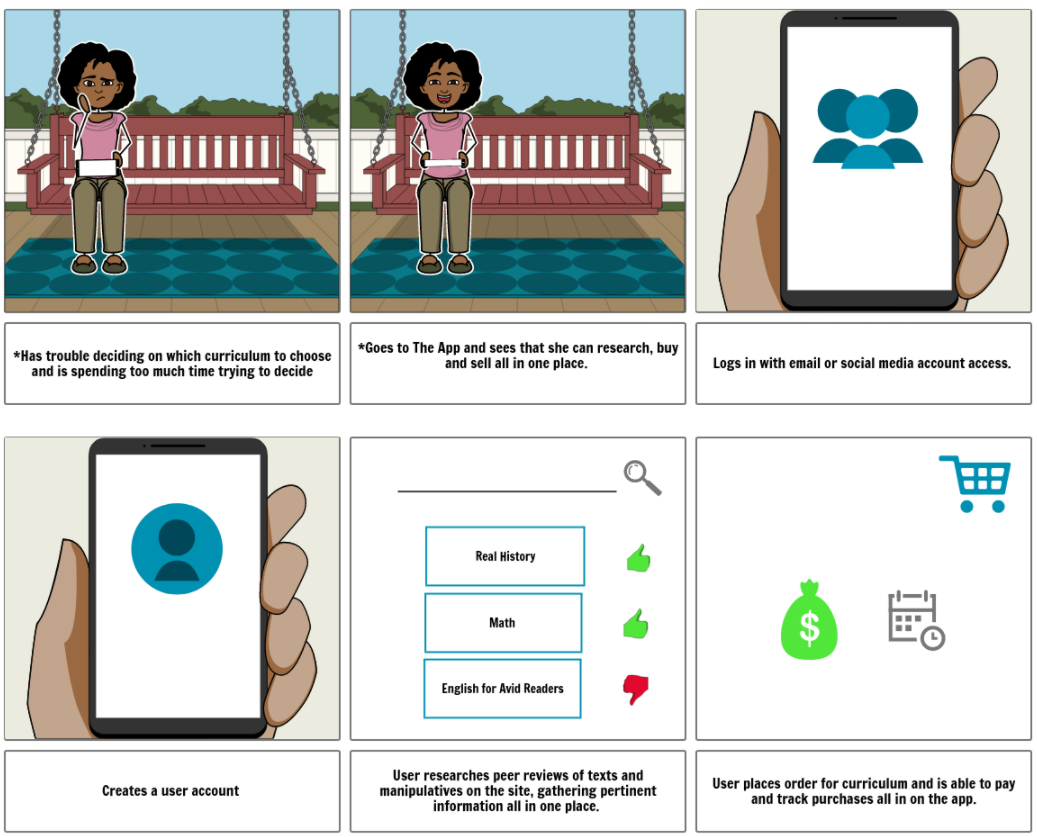 *Has trouble deciding on which curriculum to choose
and is spending too much time trying to decide
*Goes to The App and sees that she can research, buy
and sell all in one place.
Logs in with email or social media account access.
Real History
Math
English for Avid Readers
$
Creates a user account
User researches peer reviews of texts and
manipulatives on the site, gathering pertinent
information all in one place.
User places order for curriculum and is able to pay
and track purchases all in on the app.